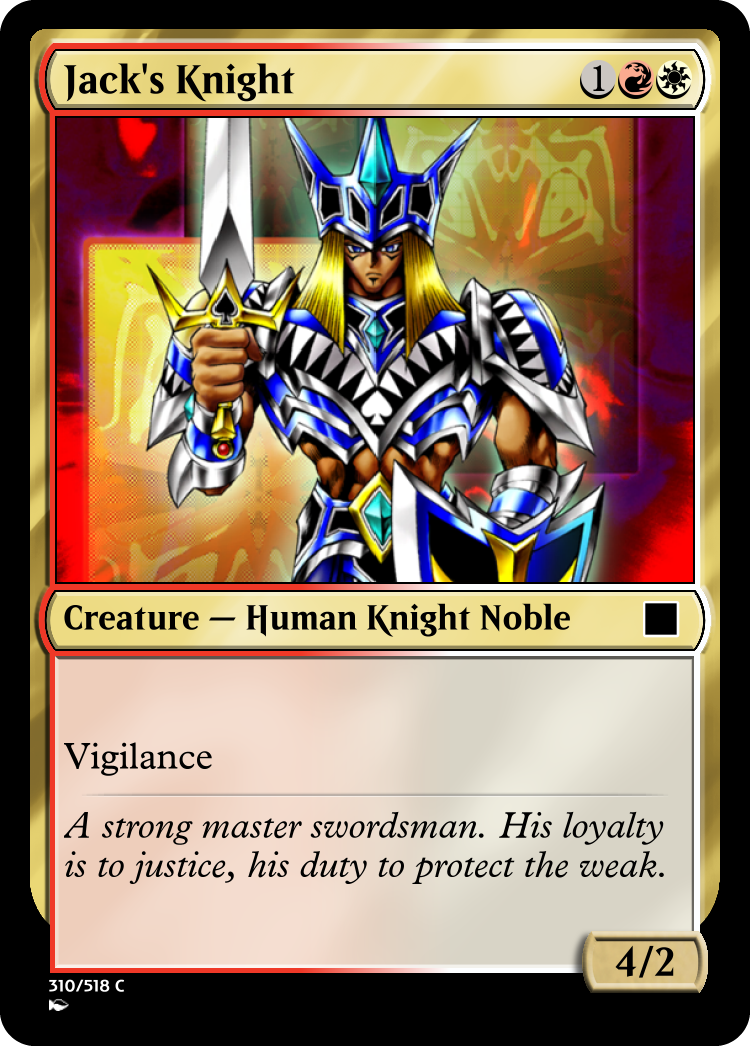 Jack's Knight 1
Creature — Human Knight Noble
Vigilance
A strong master swordsman. His loyalty
is to justice, his duty to protect the weak.
4/2
310/518 C